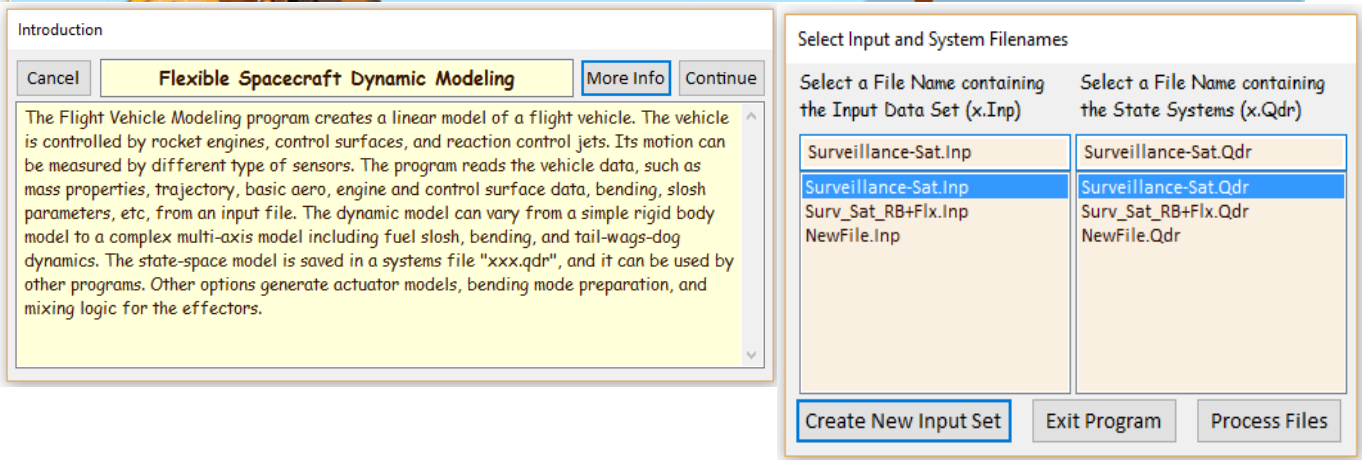 Introduction
Cancel
Flexible Spacecraft Dynamic Modeling
More Info
Continue
The Flight Vehicle Modeling program creates a linear model of a flight vehicle. The vehicle
is controlled by rocket engines, control surfaces, and reaction control jets. Its motion can
be measured by different type of sensors. The program reads the vehicle data, such as
mass properties, trajectory, basic aero, engine and control surface data, bending, slosh
parameters, etc, from an input file. The dynamic model can vary from a simple rigid body
model to a complex multi-axis model including fuel slosh, bending, and tail-wags-dog
dynamics. The state-space model is saved in a systems file "xxx.qdr", and it can be used by
other programs. Other options generate actuator models, bending mode preparation, and
mixing logic for the effectors.
Select Input and System Filenames
Select a File Name containing
the Input Data Set (x.Inp)
Surveillance-Sat.Inp
Surveillance-Sat.Inp
Surv_Sat_RB+Flx.Inp
NewFile.Inp
Select a File Name containing
the State Systems (x.Qdr)
Surveillance-Sat.Qdr
Surveillance-Sat.Qdr
Surv_Sat_RB+Flx.Qdr
NewFile.Qdr
Create New Input Set
Exit Program
Process Files